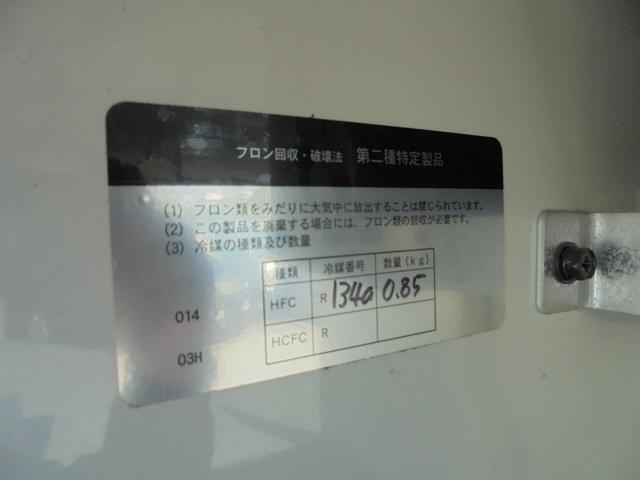 フロン回収・破壊法 第二種特定製品
(1) フロン類をみだりに大気中に放出することは禁じられています。
(2) この製品を廃棄する場合には、フロン類の回収が必要です。
(3) 冷媒の種類及び数量
種類 冷媒番号 数量(kg)
014 HFC R 134a 0.85
03H HCFC R